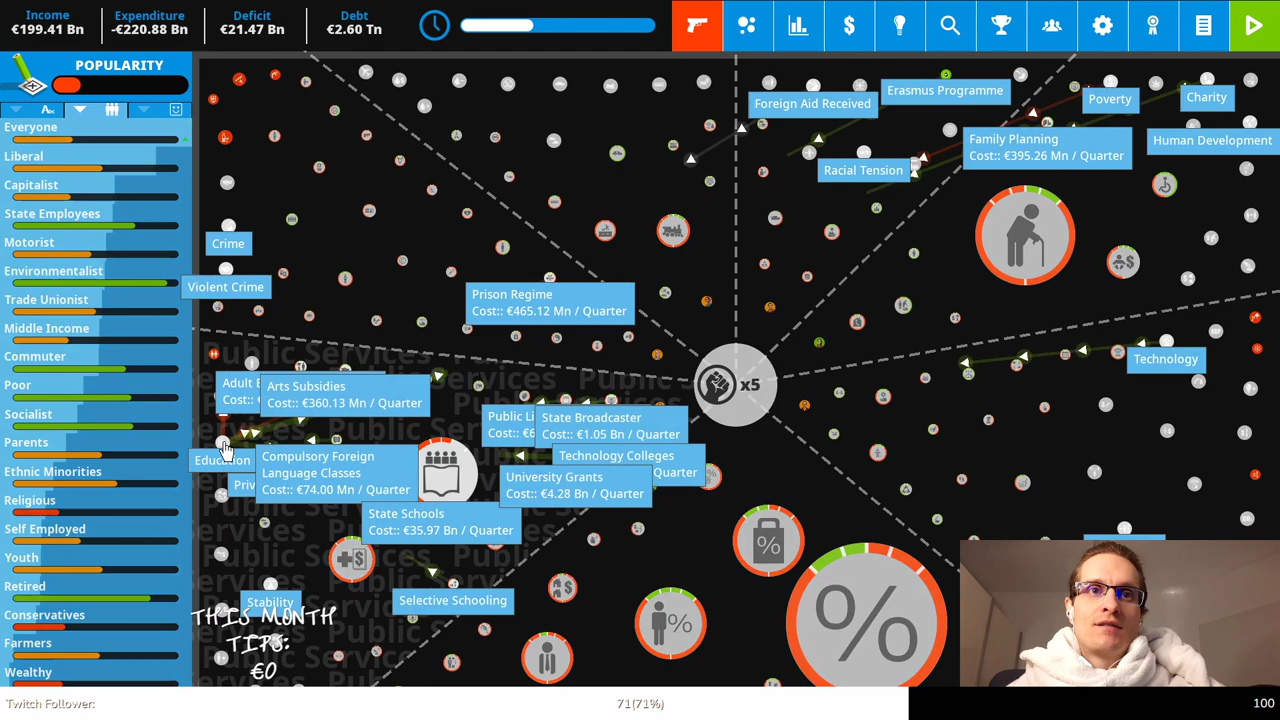 Income
€199.41 Bn
Expenditure
-€220.88 Bn
Deficit
€21.47 Bn
Debt
€2.60 Tn
POPULARITY
Everyone
Liberal
Capitalist
State Employees
Motorist
Environmentalist
Trade Unionist
Middle Income
Commuter
Poor
Socialist
Parents
Ethnic Minorities
Religious
Self Employed
Youth
Retired
Conservatives
Farmers
Wealthy
Foreign Aid Received
Erasmus Programme
Poverty
Charity
Family Planning
Cost:: €395.26 Mn / Quarter
Human Development
Racial Tension
Crime
Violent Crime
Prison Regime
Cost:: €465.12 Mn / Quarter
Technology
x5
Public Services
Arts Subsidies
Cost:: €360.13 Mn / Quarter
State Broadcaster
Cost:: €1.05 Bn / Quarter
Education
Compulsory Foreign
Language Classes
Cost:: €74.00 Mn / Quarter
Technology Colleges
Quarter
University Grants
Cost:: €4.28 Bn / Quarter
State Schools
Cost:: €35.97 Bn / Quarter
Selective Schooling
Stability
THIS MONTH
TIPS:
€0
Twitch Follower:
71(71%)
100